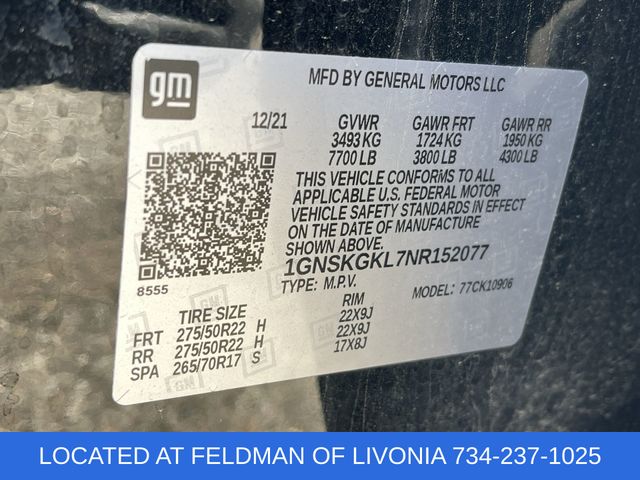 gm
MFD BY GENERAL MOTORS LLC
12/21 GVWR GAWR FRT GAWR RR
3493 KG 1724 KG 1950 KG
7700 LB 3800 LB 4300 LB
THIS VEHICLE CONFORMS TO ALL
APPLICABLE U.S. FEDERAL MOTOR
VEHICLE SAFETY STANDARDS IN EFFECT
ON THE DATE OF MANUFACTURE
SHOWN ABOVE.
1GNSKGKL7NR152077
8555
TYPE: M.P.V. MODEL: 77CK10906
TIRE SIZE RIM
FRT 275/50R22 H 22X9J
RR 275/50R22 H 22X9J
SPA 265/70R17 S 17X8J
LOCATED AT FELDMAN OF LIVONIA 734-237-1025